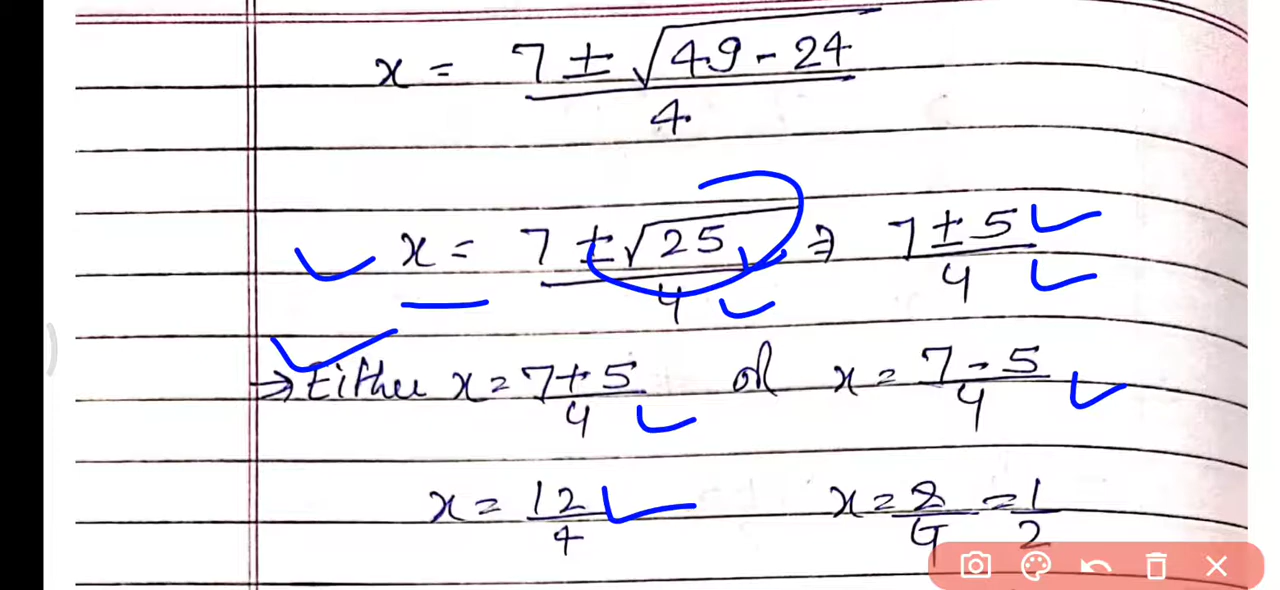 x = 7 ± √49 - 24 / 4
x = 7 ± √25 / 4 ⇒ 7 ± 5 / 4
⇒ Either x = 7 + 5 / 4 or x = 7 - 5 / 4
x = 12 / 4 x = 2 / 4 = 1 / 2